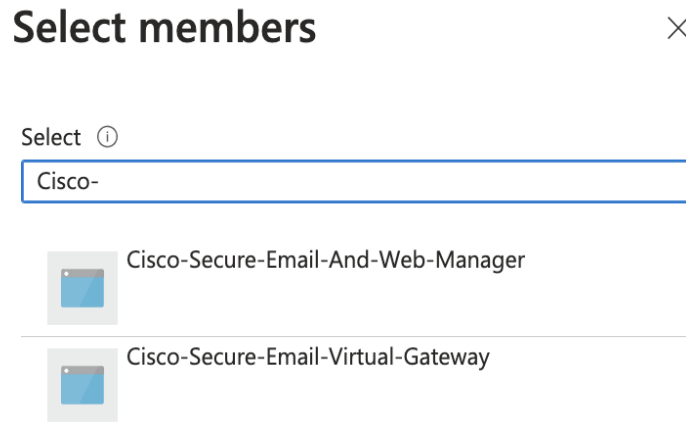 Select members
Select
Cisco-
Cisco-Secure-Email-And-Web-Manager
Cisco-Secure-Email-Virtual-Gateway